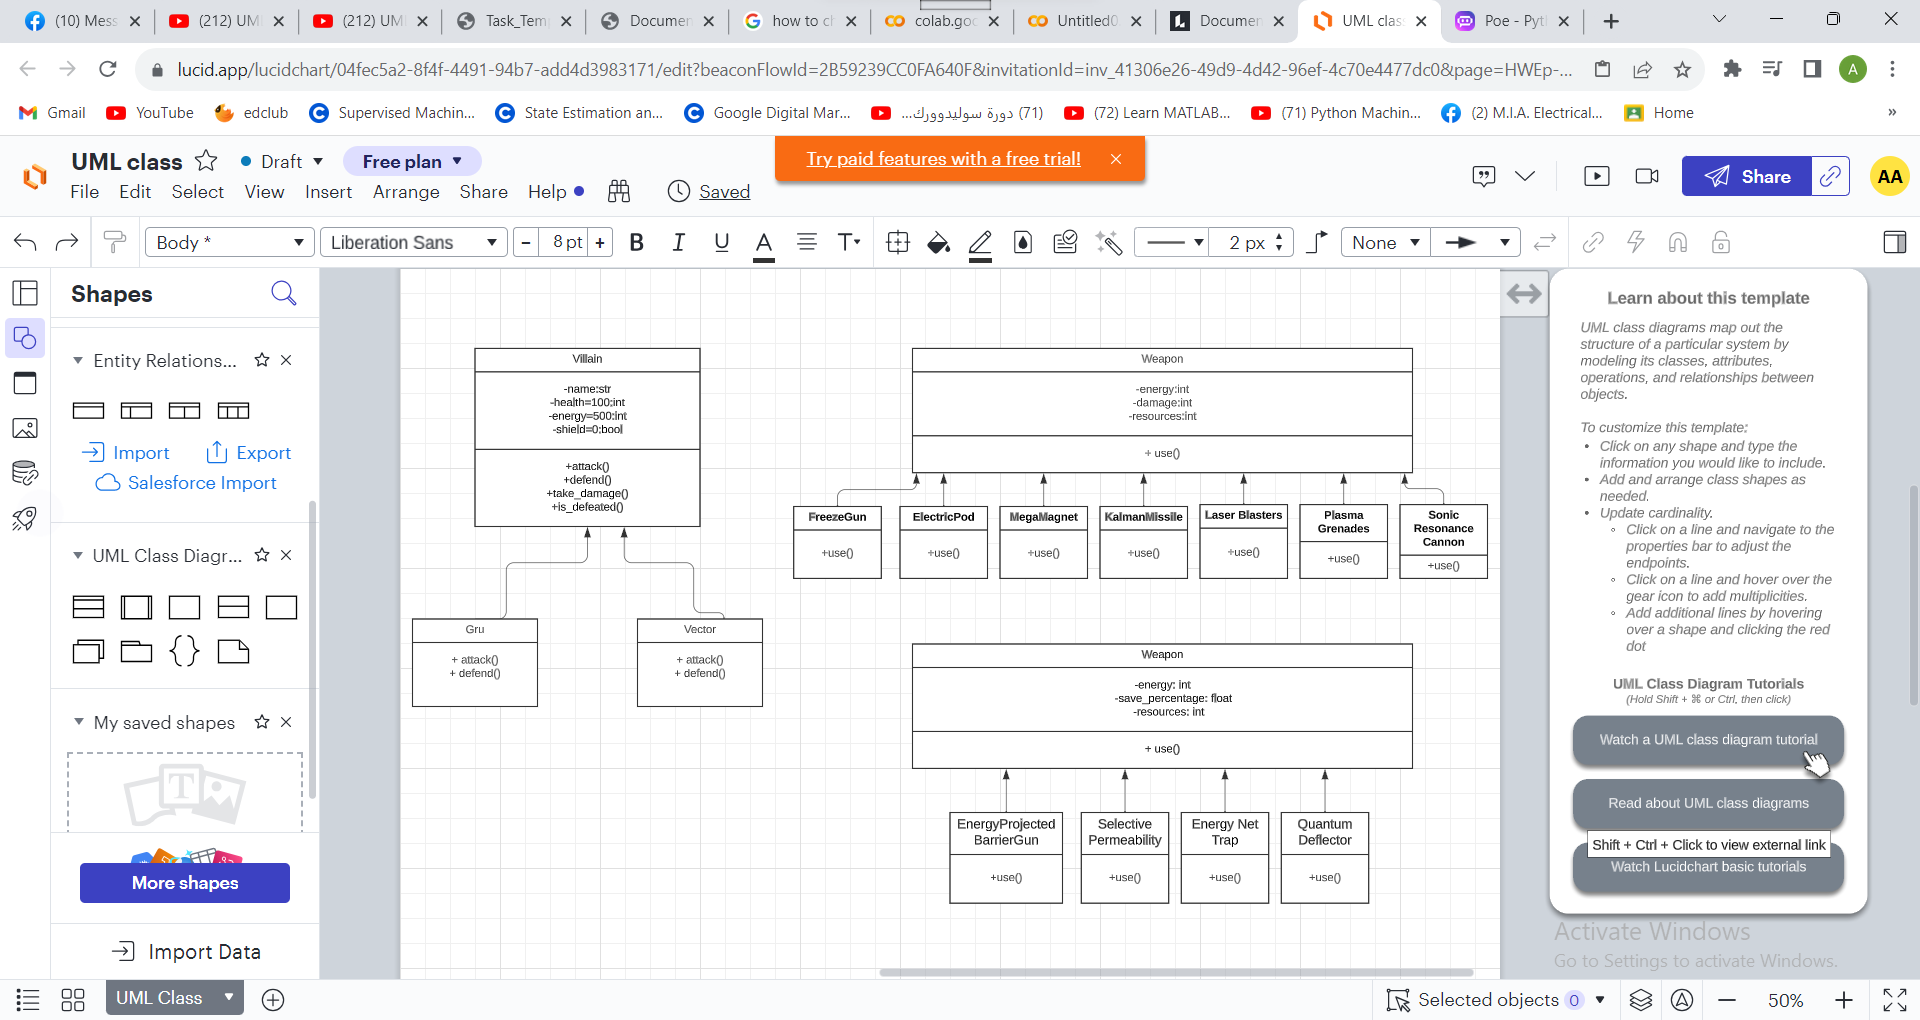 (10) Mess
(212) UMI
(212) UMI
Task_Tem
Documen
how to ch
colab.goo
Untitled0
Documen
UML clas
Poe - Pyt
lucid.app/lucidchart/04fec5a2-8f4f-4491-94b7-add4d3983171/edit?beaconFlowId=2B59239CC0FA640F&invitationId=inv_41306e26-49d9-4d42-96ef-4c70e4477dc0&page=HWEp-...
A
Gmail
YouTube
edclub
Supervised Machin...
State Estimation an...
Google Digital Mar...
(71) دورة سوليدوورك...
(72) Learn MATLAB...
(71) Python Machin...
(2) M.I.A. Electrical...
Home
»
UML class
Draft
Free plan
Try paid features with a free trial!
File Edit Select View Insert Arrange Share Help
Saved
Share
AA
Body *
Liberation Sans
- 8 pt +
B I U A T
2 px
None
Shapes
Entity Relations...
Import
Export
Salesforce Import
UML Class Diagr...
My saved shapes
T
More shapes
Import Data
Villain
-name:str
-health=100:int
-energy=500:int
-shield=0:bool
+attack()
+defend()
+take_damage()
+is_defeated()
Gru
+ attack()
+ defend()
Vector
+ attack()
+ defend()
Weapon
-energy:int
-damage:int
-resources:int
+ use()
FreezeGun
+use()
ElectricPod
+use()
MegaMagnet
+use()
KalmanMissile
+use()
Laser Blasters
+use()
Plasma
Grenades
+use()
Sonic
Resonance
Cannon
+use()
Weapon
-energy: int
-save_percentage: float
-resources: int
+ use()
EnergyProjected
BarrierGun
+use()
Selective
Permeability
+use()
Energy Net
Trap
+use()
Quantum
Deflector
+use()
Learn about this template
UML class diagrams map out the
structure of a particular system by
modeling its classes, attributes,
operations, and relationships between
objects.
To customize this template:
• Click on any shape and type the
information you would like to include.
• Add and arrange class shapes as
needed.
• Update cardinality.
◦ Click on a line and navigate to the
properties bar to adjust the
endpoints.
◦ Click on a line and hover over the
gear icon to add multiplicities.
◦ Add additional lines by hovering
over a shape and clicking the red
dot
UML Class Diagram Tutorials
(Hold Shift + ⌘ or Ctrl, then click)
Watch a UML class diagram tutorial
Read about UML class diagrams
Shift + Ctrl + Click to view external link
Watch Lucidchart basic tutorials
Activate Windows
Go to Settings to activate Windows.
UML Class
Selected objects 0
50%